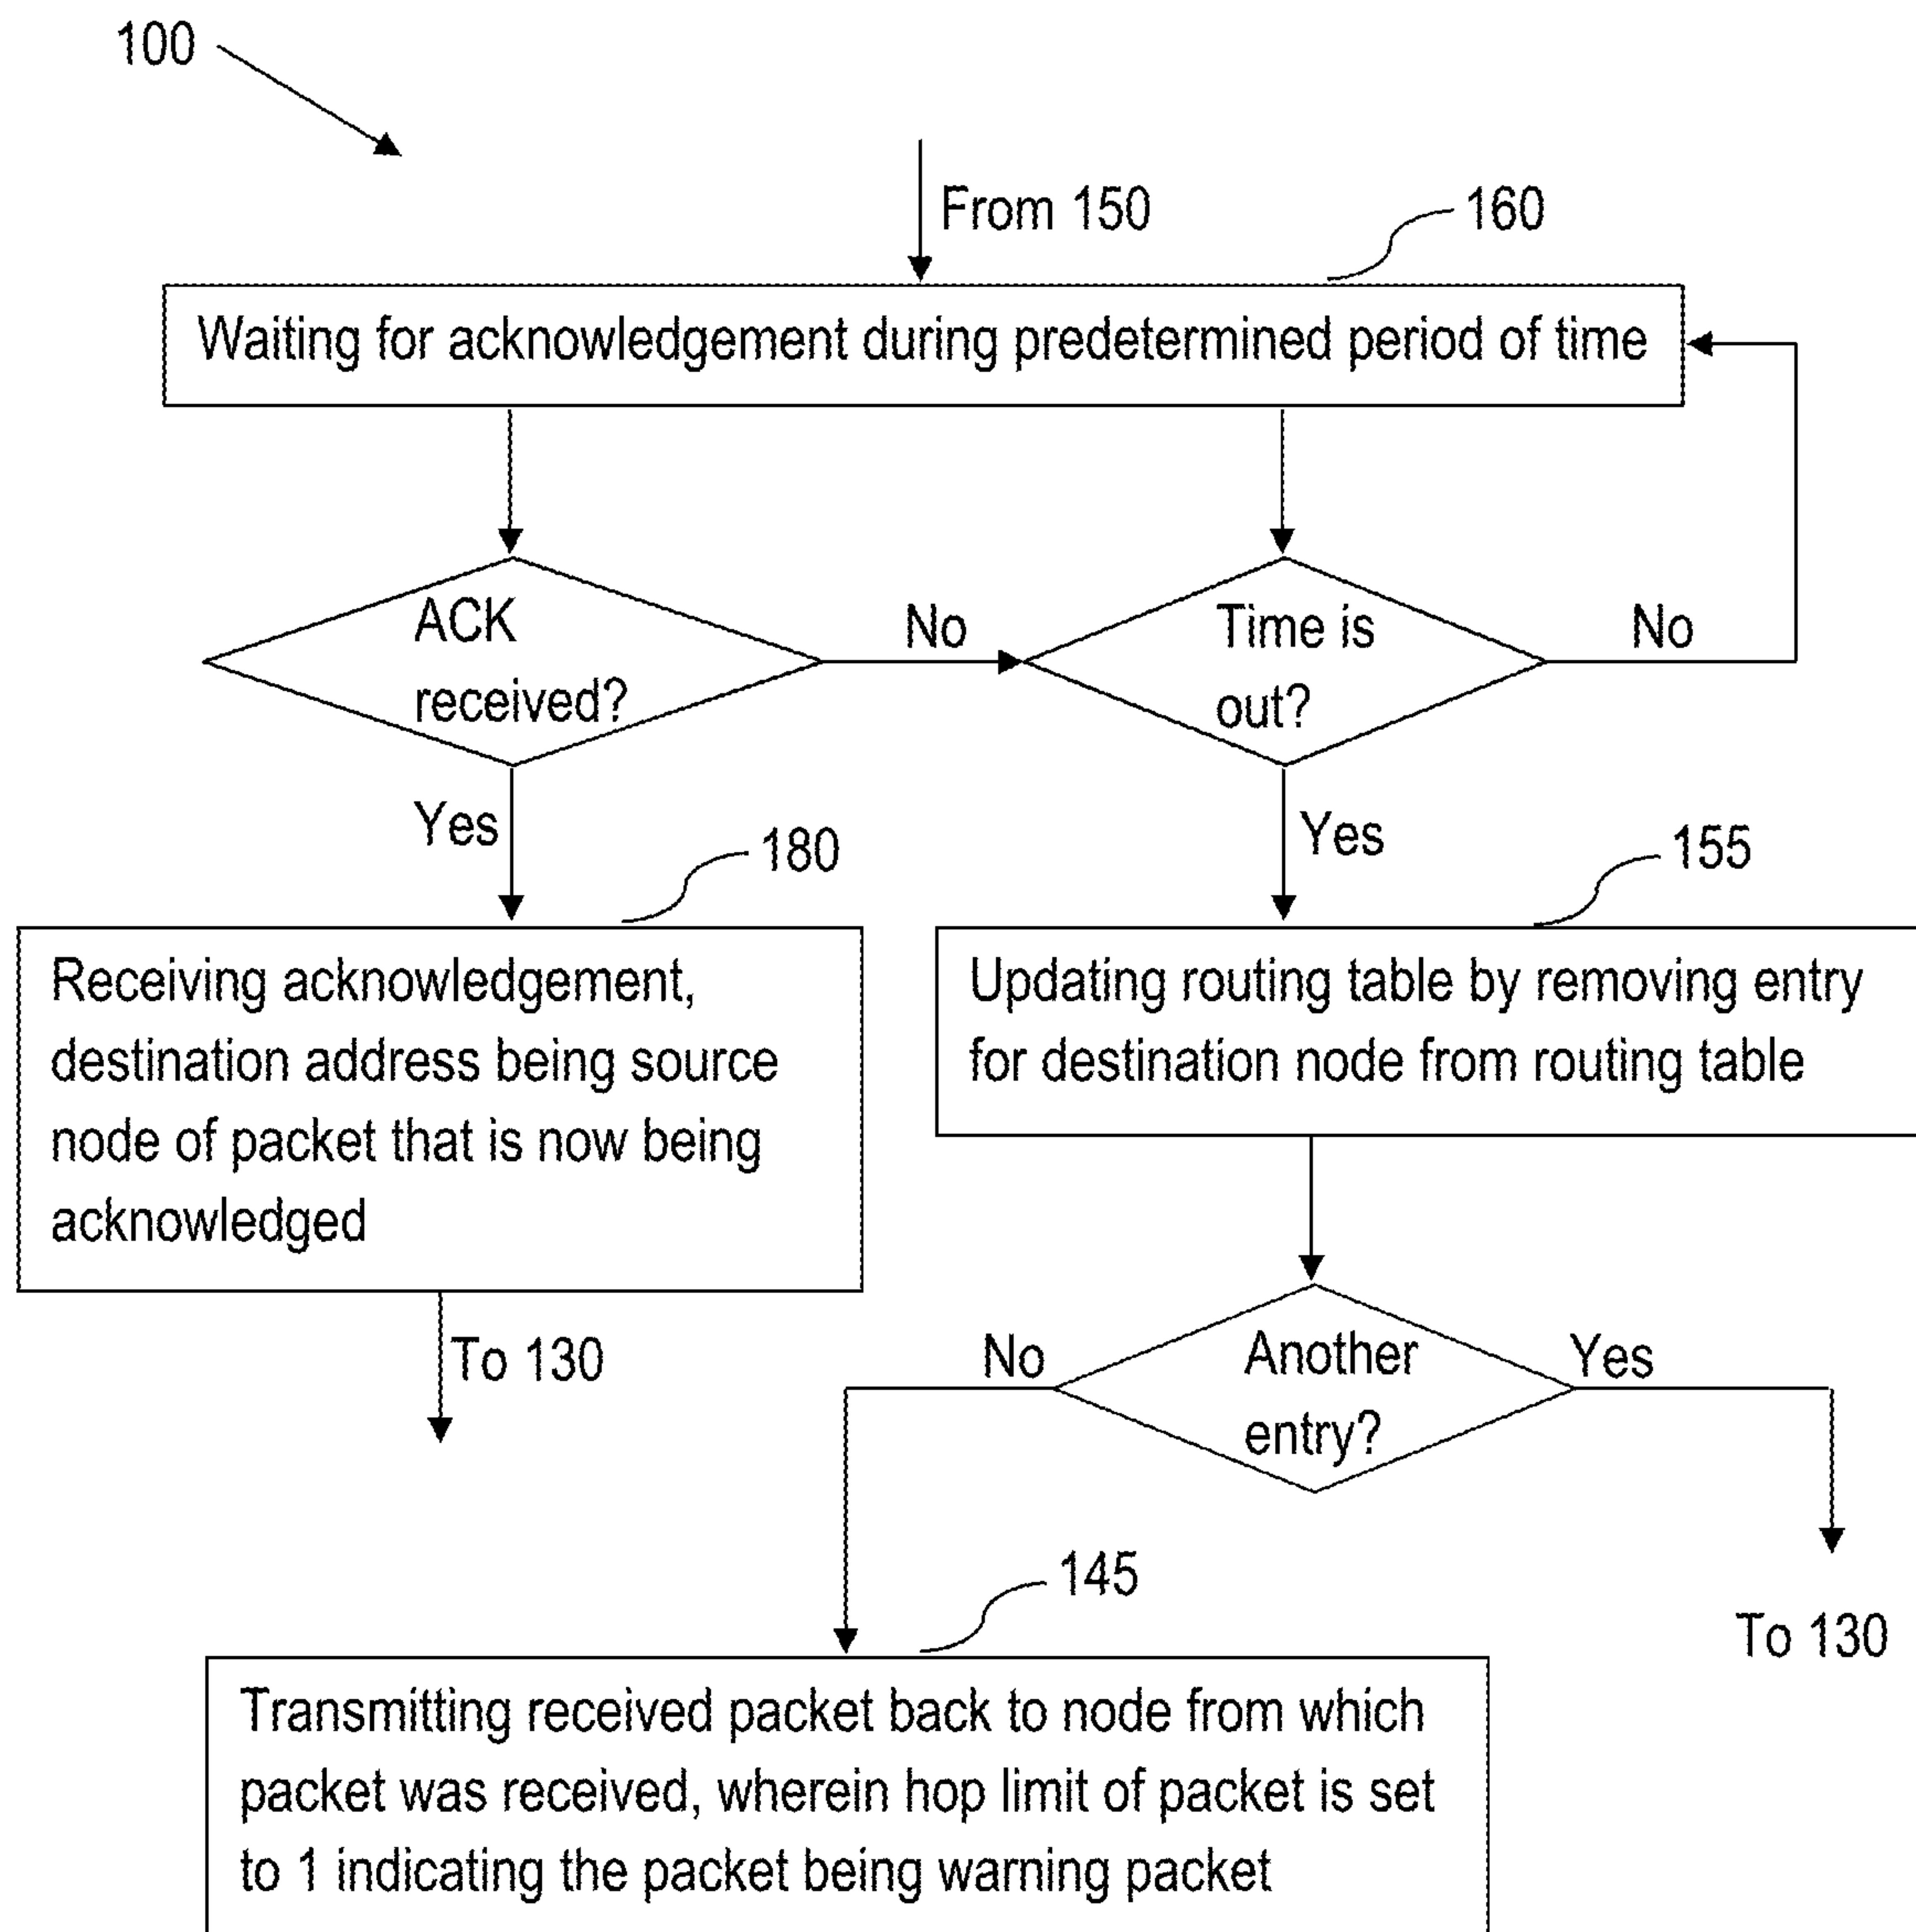 100
From 150
160
Waiting for acknowledgement during predetermined period of time
ACK
received?
No
Time is
out?
No
Yes
180
Yes
155
Receiving acknowledgement,
destination address being source
node of packet that is now being
acknowledged
Updating routing table by removing entry
for destination node from routing table
To 130
No
Another
entry?
Yes
145
To 130
Transmitting received packet back to node from which
packet was received, wherein hop limit of packet is set
to 1 indicating the packet being warning packet